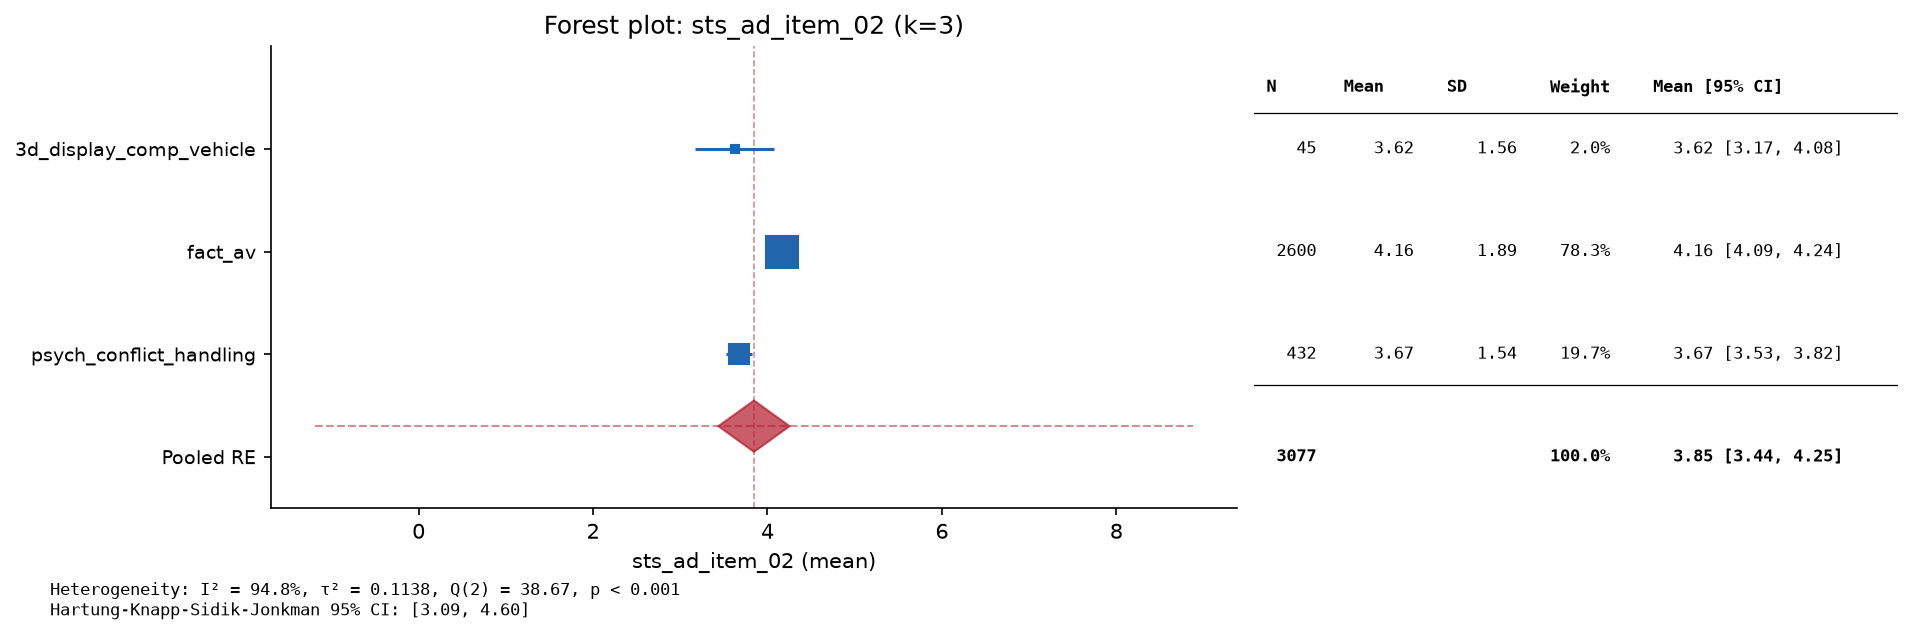 Forest plot: sts_ad_item_02 (k=3)
N Mean SD Weight Mean [95% CI]
3d_display_comp_vehicle 45 3.62 1.56 2.0% 3.62 [3.17, 4.08]
fact_av 2600 4.16 1.89 78.3% 4.16 [4.09, 4.24]
psych_conflict_handling 432 3.67 1.54 19.7% 3.67 [3.53, 3.82]
Pooled RE 3077 100.0% 3.85 [3.44, 4.25]
0 2 4 6 8
sts_ad_item_02 (mean)
Heterogeneity: I² = 94.8%, τ² = 0.1138, Q(2) = 38.67, p < 0.001
Hartung-Knapp-Sidik-Jonkman 95% CI: [3.09, 4.60]